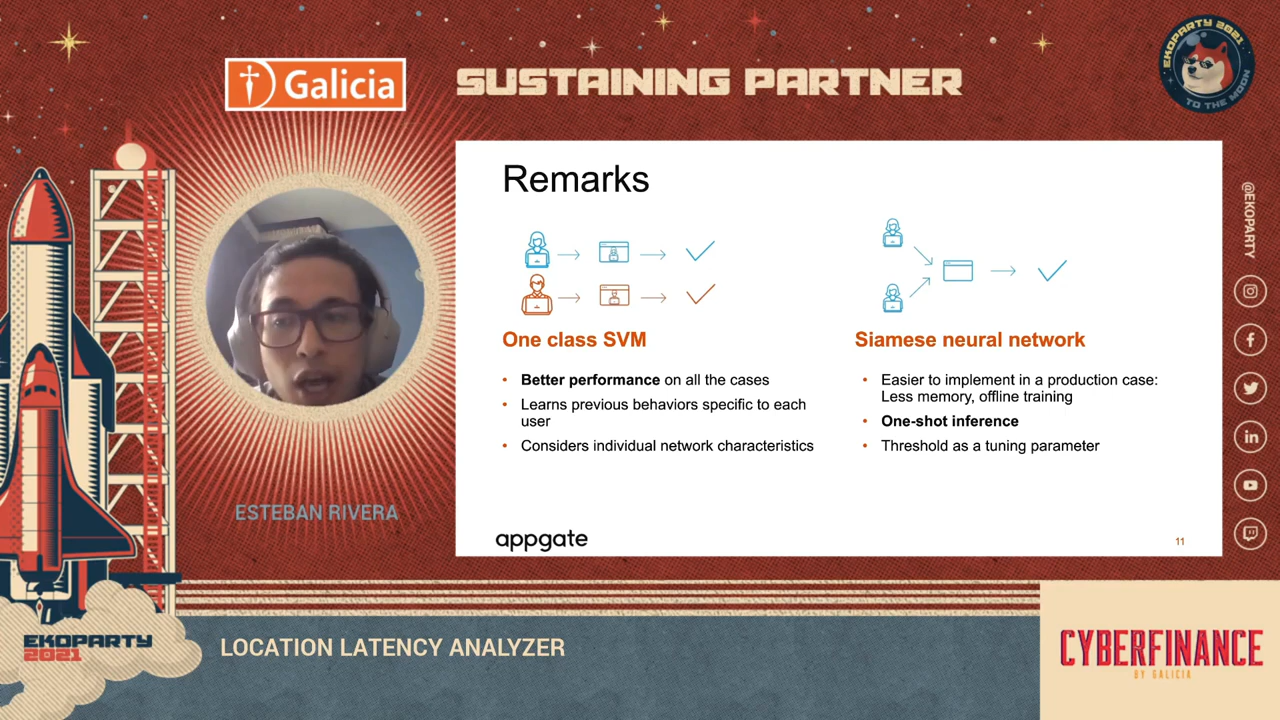 Galicia
SUSTAINING PARTNER
EKOPARTY 2021
TO THE MOON
Remarks
One class SVM
• Better performance on all the cases
• Learns previous behaviors specific to each
user
• Considers individual network characteristics
Siamese neural network
• Easier to implement in a production case:
Less memory, offline training
• One-shot inference
• Threshold as a tuning parameter
appgate
11
@EKOPARTY
ESTEBAN RIVERA
EKOPARTY
2021
LOCATION LATENCY ANALYZER
CYBERFINANCE
BY GALICIA